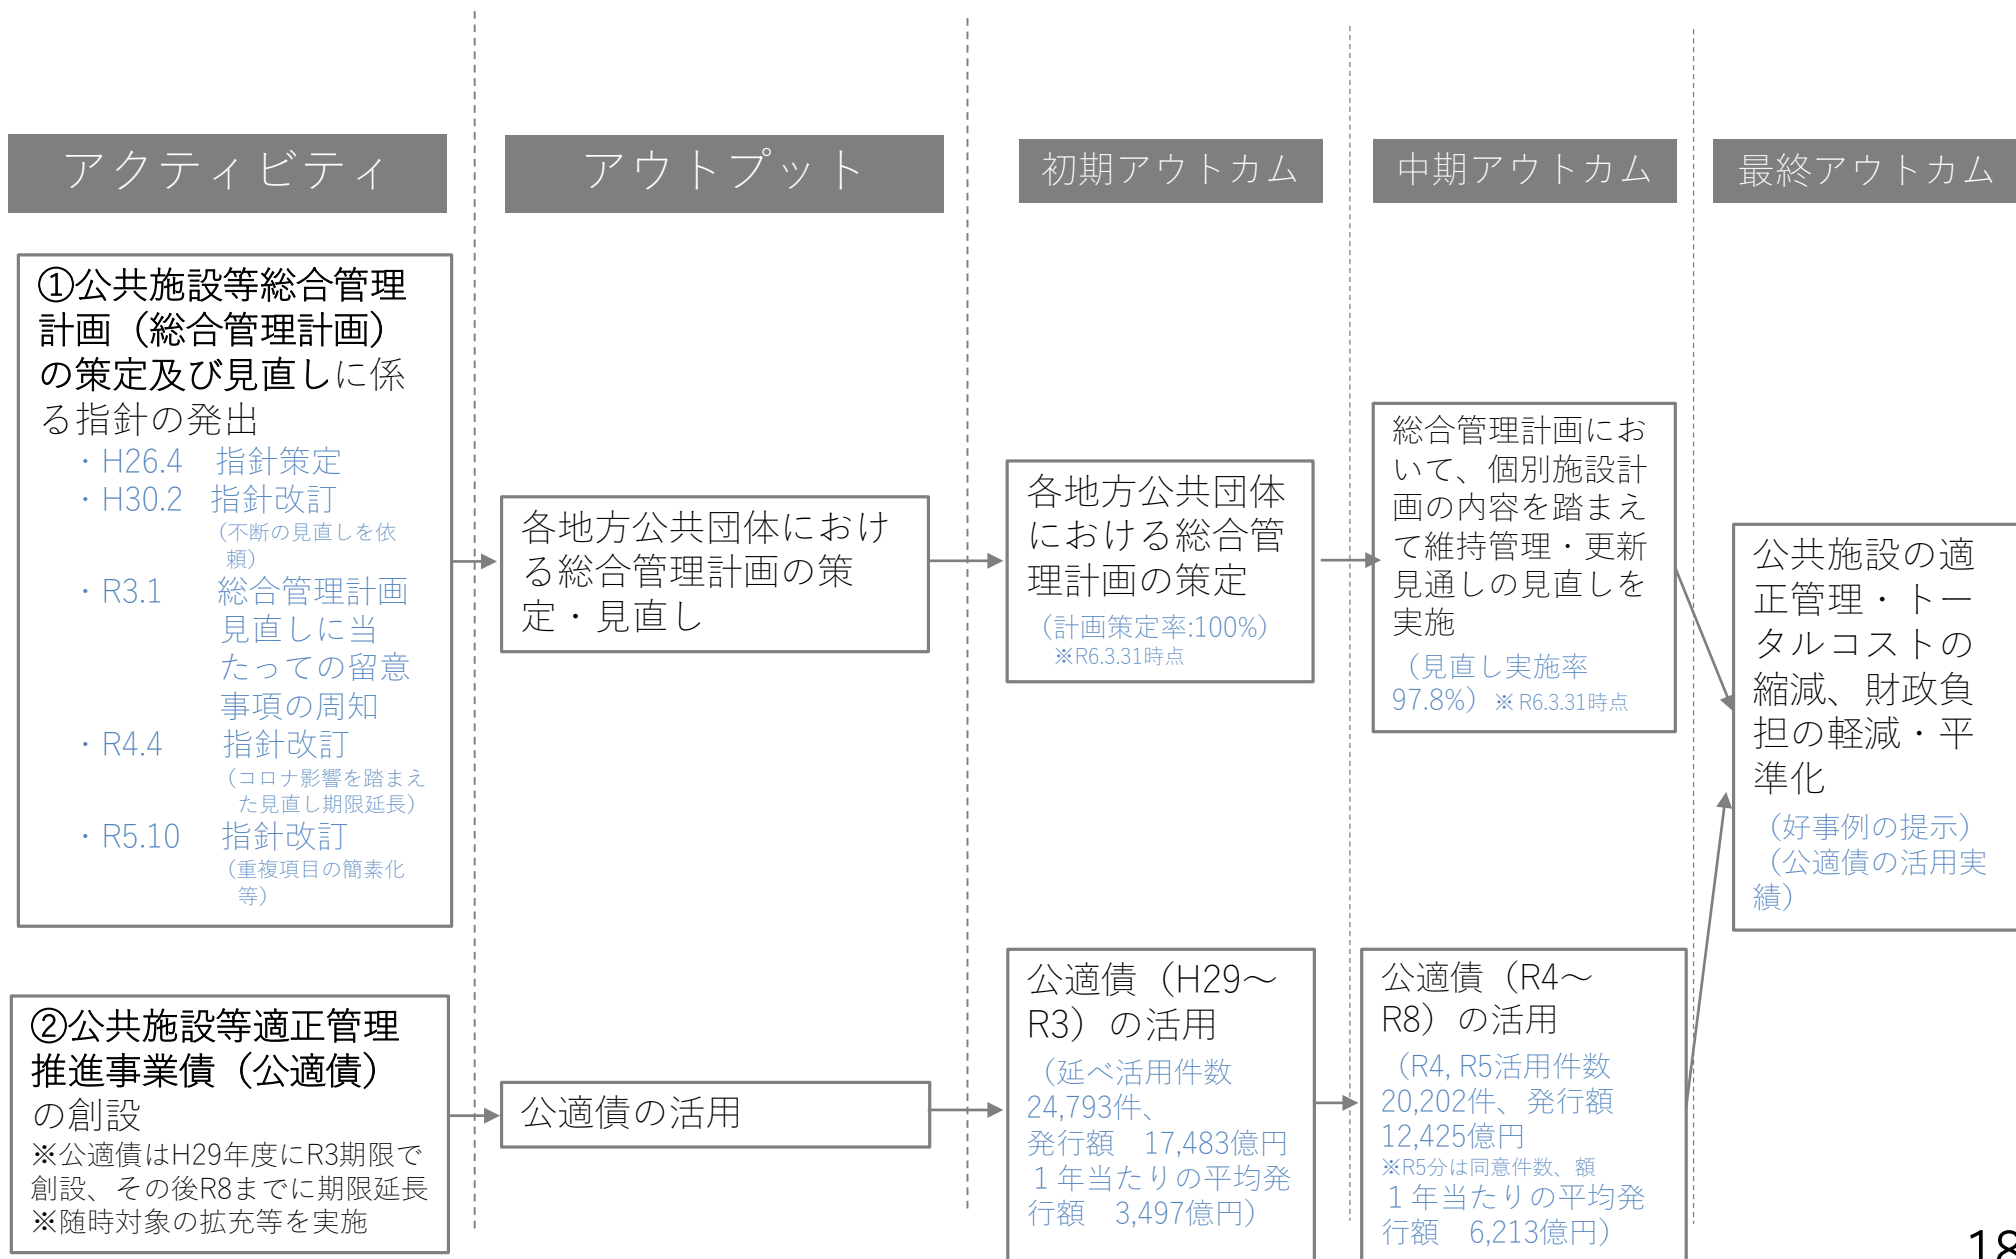 アクティビティ
アウトプット
初期アウトカム
中期アウトカム
最終アウトカム
①公共施設等総合管理
計画（総合管理計画）
の策定及び見直しに係
る指針の発出
・H26.4　指針策定
・H30.2　指針改訂
（不断の見直しを依
頼）
・R3.1　総合管理計画
見直しに当
たっての留意
事項の周知
・R4.4　指針改訂
（コロナ影響を踏まえ
た見直し期限延長）
・R5.10　指針改訂
（重複項目の簡素化
等）
各地方公共団体におけ
る総合管理計画の策
定・見直し
各地方公共団体
における総合管
理計画の策定
（計画策定率:100%）
※R6.3.31時点
総合管理計画にお
いて、個別施設計
画の内容を踏まえ
て維持管理・更新
見通しの見直しを
実施
（見直し実施率
97.8%）※R6.3.31時点
公共施設の適
正管理・トー
タルコストの
縮減、財政負
担の軽減・平
準化
（好事例の提示）
（公適債の活用実
績）
②公共施設等適正管理
推進事業債（公適債）
の創設
※公適債はH29年度にR3期限で
創設、その後R8までに期限延長
※随時対象の拡充等を実施
公適債の活用
公適債（H29～
R3）の活用
（延べ活用件数
24,793件、
発行額　17,483億円
１年当たりの平均発
行額　3,497億円）
公適債（R4～
R8）の活用
（R4, R5活用件数
20,202件、発行額
12,425億円
※R5分は同意件数、額
１年当たりの平均発
行額　6,213億円）
18